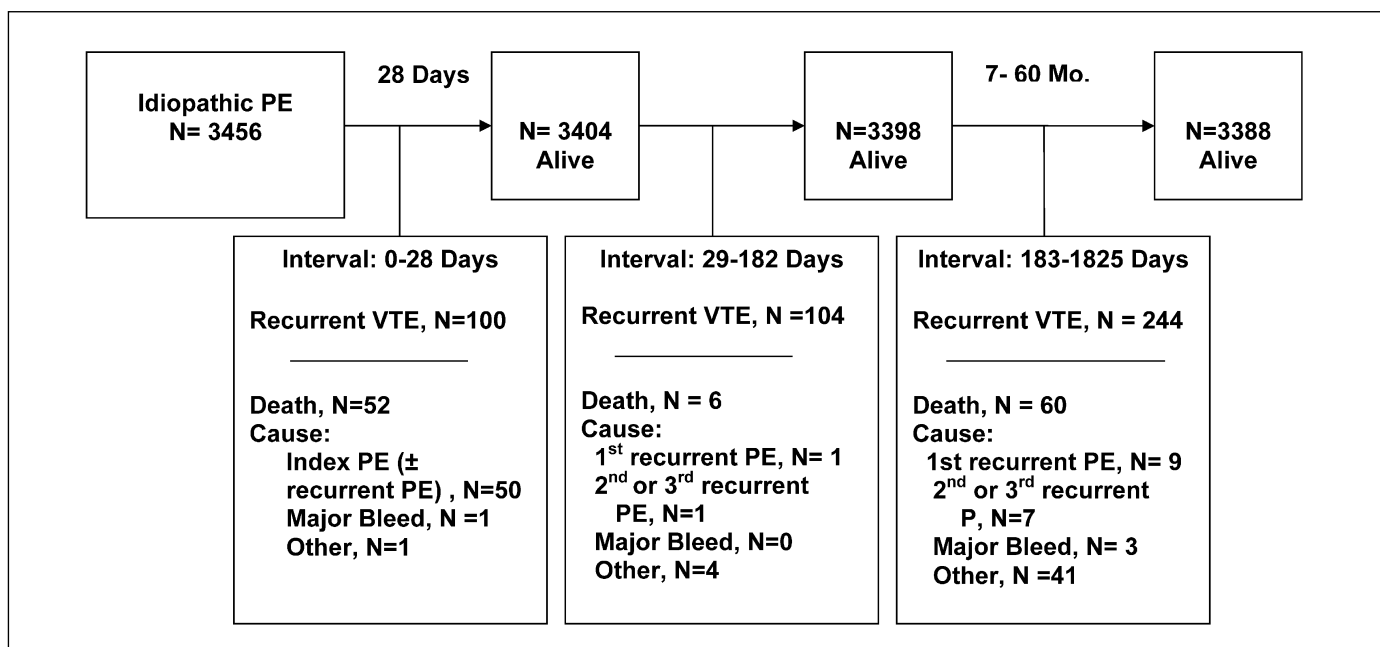 Idiopathic PE
N= 3456
28 Days
N= 3404
Alive
N=3398
Alive
7- 60 Mo.
N=3388
Alive
Interval: 0-28 Days
Recurrent VTE, N=100
Death, N=52
Cause:
Index PE (±
recurrent PE) , N=50
Major Bleed, N =1
Other, N=1
Interval: 29-182 Days
Recurrent VTE, N =104
Death, N = 6
Cause:
1st recurrent PE, N= 1
2nd or 3rd recurrent
PE, N=1
Major Bleed, N=0
Other, N=4
Interval: 183-1825 Days
Recurrent VTE, N = 244
Death, N = 60
Cause:
1st recurrent PE, N= 9
2nd or 3rd recurrent
P, N=7
Major Bleed, N= 3
Other, N =41